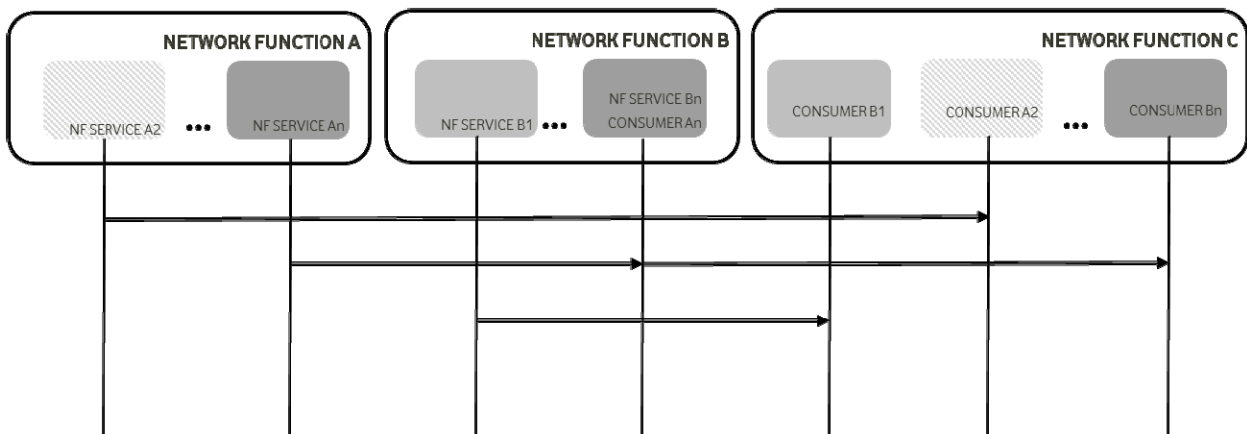 NETWORK FUNCTION A
NF SERVICE A2
...
NF SERVICE An
NETWORK FUNCTION B
NF SERVICE B1
...
NF SERVICE Bn
CONSUMER An
NETWORK FUNCTION C
CONSUMER B1
CONSUMER A2
...
CONSUMER Bn